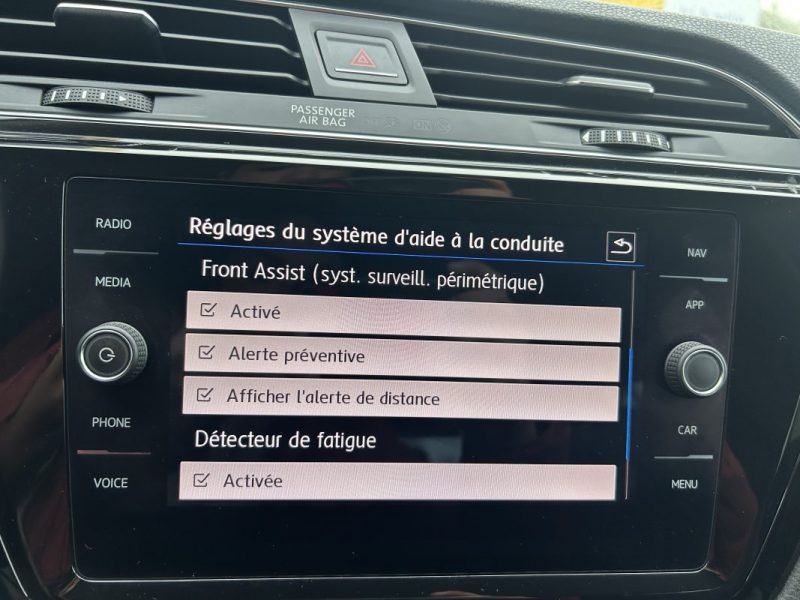 PASSENGER
AIR BAG
RADIO
MEDIA
PHONE
VOICE
Réglages du système d'aide à la conduite
Front Assist (syst. surveill. périmétrique)
Activé
Alerte préventive
Afficher l'alerte de distance
Détecteur de fatigue
Activée
NAV
APP
CAR
MENU